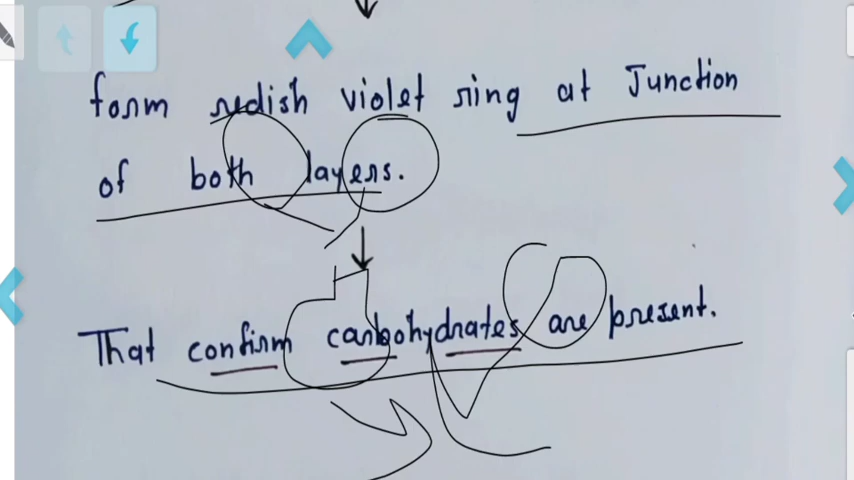 form redish violet ring at Junction
of both layers.
That confirm carbohydrates are present.